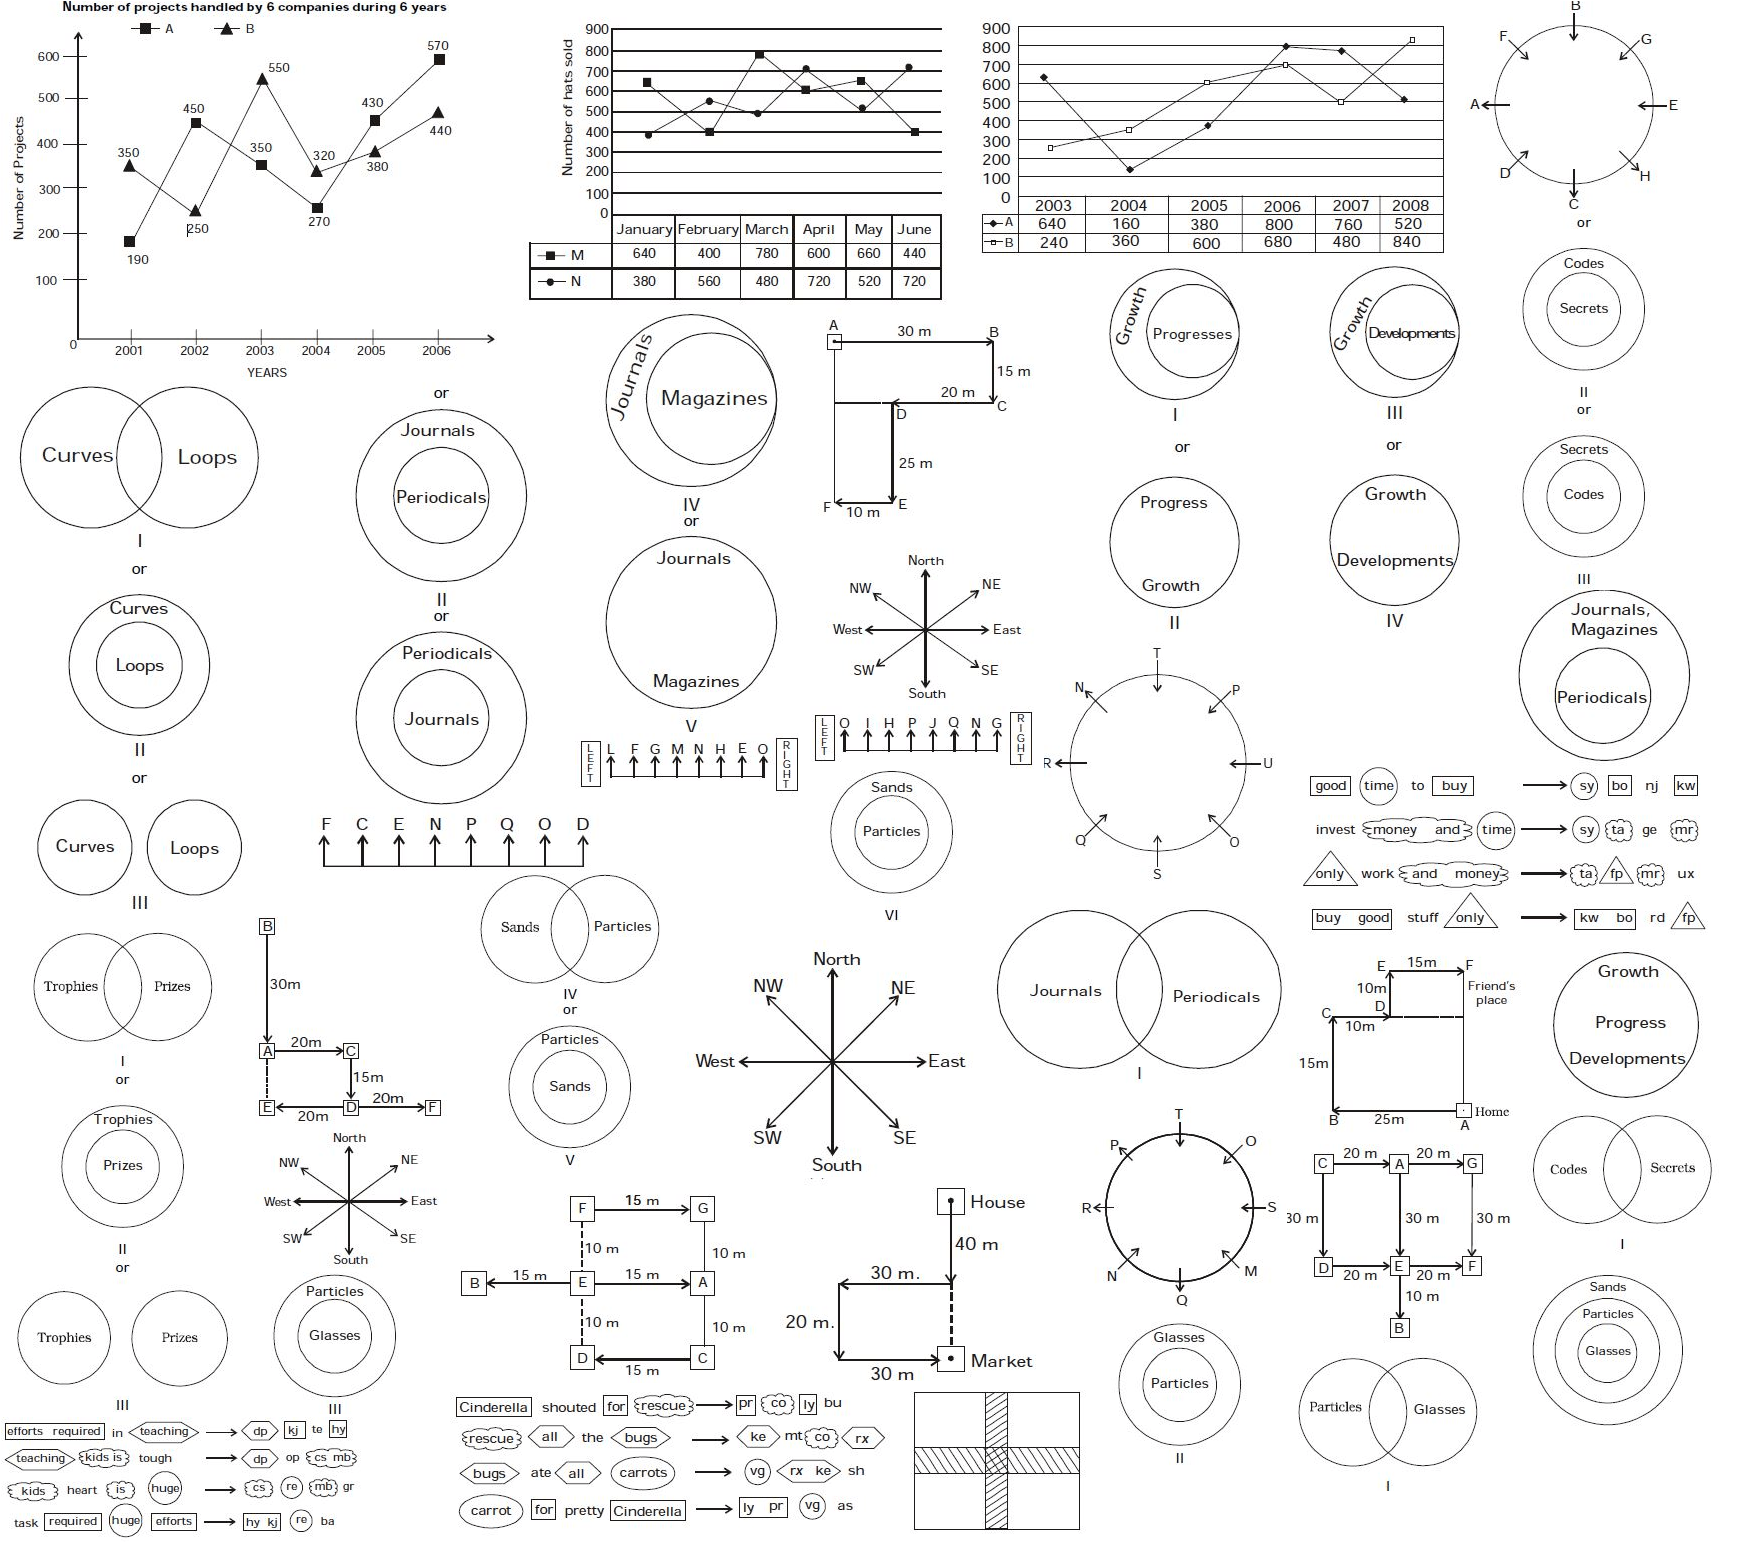 Number of projects handled by 6 companies during 6 years
A B
Number of Projects
600
500
400
300
200
100
0
350 190 450 250 550 350 320 270 430 380 570 440
2001 2002 2003 2004 2005 2006
YEARS
Number of hats sold
900
800
700
600
500
400
300
200
100
0
January February March April May June
M 640 400 780 600 660 440
N 380 560 480 720 520 720
900
800
700
600
500
400
300
200
100
0
2003 2004 2005 2006 2007 2008
A 640 160 380 800 760 520
B 240 360 600 680 480 840
B
F G
A E
D H
C
or
Codes
Secrets
II
or
Secrets
Codes
III
Curves Loops
I
or
Curves
Loops
II
or
Curves Loops
III
or
Journals
Periodicals
II
or
Periodicals
Journals
Journals
Magazines
IV
or
Journals
Magazines
V
A 30 m B
15 m
20 m
D C
25 m
F 10 m E
Growth
Progresses
I
or
Progress
Growth
II
Growth
Developments
III
or
Growth
Developments
IV
North
NW NE
West East
SW SE
South
Journals,
Magazines
Periodicals
LEFT L F G M N H E O RIGHT
LEFT O I H P J Q N G RIGHT
F C E N P Q O D
Sands
Particles
VI
T
N P
R U
Q O
S
good time to buy sy bo nj kw
invest money and time sy ta ge mr
only work and money ta fp mr ux
buy good stuff only kw bo rd fp
Trophies Prizes
I
or
Trophies
Prizes
II
or
Trophies Prizes
III
B
30m
A 20m C
15m
E 20m D 20m F
North
NW NE
West East
SW SE
South
Particles
Glasses
III
Sands Particles
IV
or
Particles
Sands
V
North
NW NE
West East
SW SE
South
Journals Periodicals
I
E 15m F
10m Friend's
place
C D
10m
15m
B 25m A Home
Growth
Progress
Developments
F 15 m G
10 m 10 m
B 15 m E 15 m A
10 m 10 m
D 15 m C
House
40 m
30 m.
20 m.
30 m Market
T
P O
R S
N M
Q
C 20 m A 20 m G
30 m 30 m 30 m
D 20 m E 20 m F
10 m
B
Codes Secrets
I
Glasses
Particles
II
Particles Glasses
I
Sands
Particles
Glasses
efforts required in teaching dp kj te hy
teaching kids is tough dp op cs mb
kids heart is huge cs re mb gr
task required huge efforts hy kj re ba
Cinderella shouted for rescue pr co ly bu
rescue all the bugs ke mt co rx
bugs ate all carrots vg rx ke sh
carrot for pretty Cinderella ly pr vg as